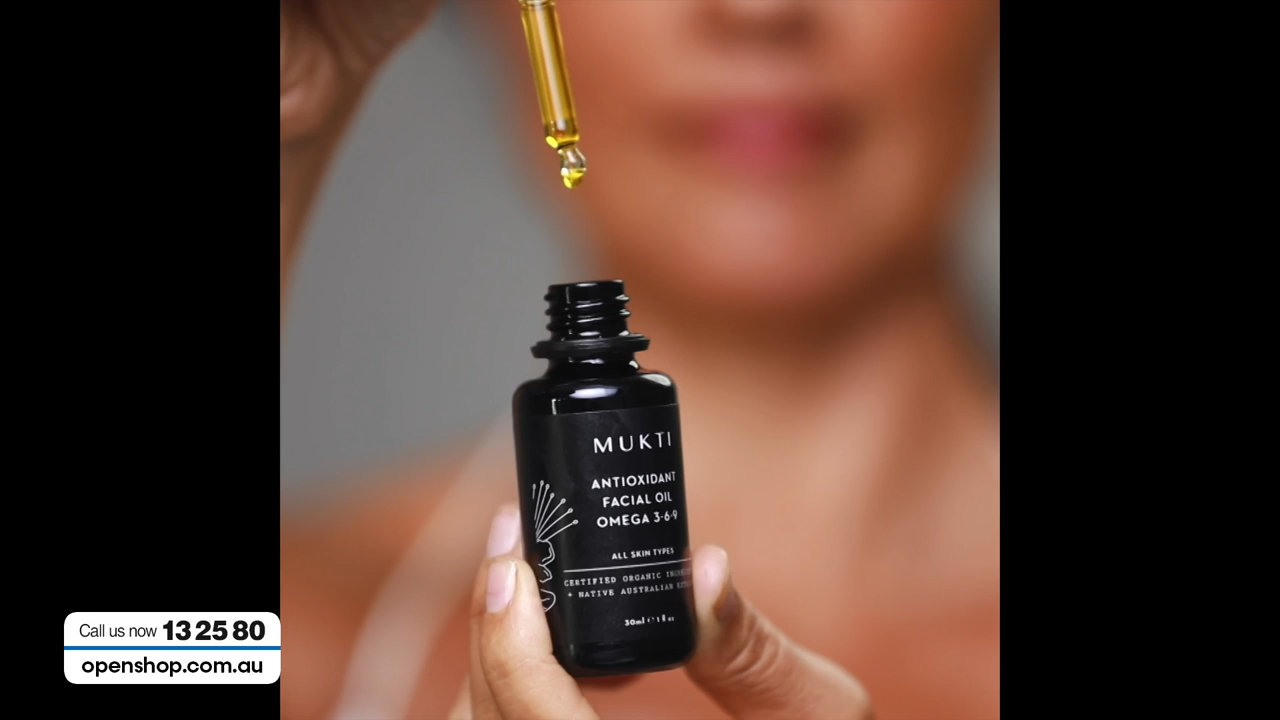 MUKTI
ANTIOXIDANT
FACIAL OIL
OMEGA 3·6·9
ALL SKIN TYPES
CERTIFIED ORGANIC
+ NATIVE AUSTRALIAN
30ml
Call us now 13 25 80
openshop.com.au